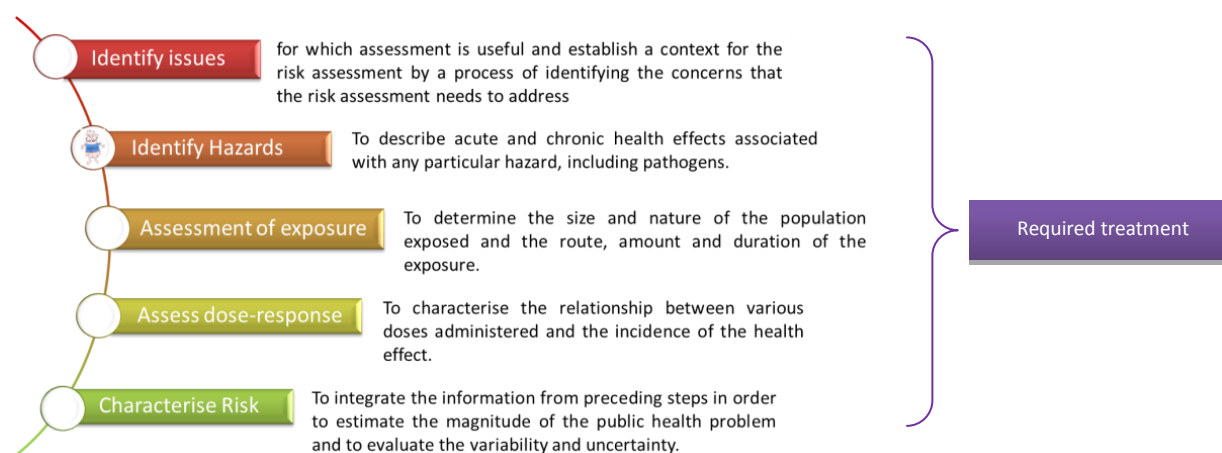 Identify issues
for which assessment is useful and establish a context for the
risk assessment by a process of identifying the concerns that
the risk assessment needs to address
Identify Hazards
To describe acute and chronic health effects associated
with any particular hazard, including pathogens.
Assessment of exposure
To determine the size and nature of the population
exposed and the route, amount and duration of the
exposure.
Required treatment
Assess dose-response
To characterise the relationship between various
doses administered and the incidence of the health
effect.
Characterise Risk
To integrate the information from preceding steps in order
to estimate the magnitude of the public health problem
and to evaluate the variability and uncertainty.